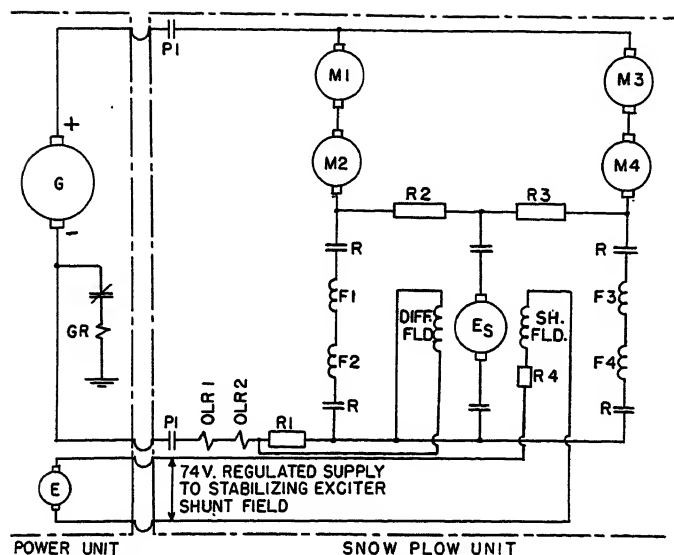 P1
M1
M3
+
G
M2
M4
R2
R3
-
R
R
F1
F3
GR
DIFF.
FLD
ES
SH.
FLD.
F2
R4
F4
OLR1
OLR2
R
R
P1
R1
E
74V. REGULATED SUPPLY
TO STABILIZING EXCITER
SHUNT FIELD
POWER UNIT
SNOW PLOW UNIT